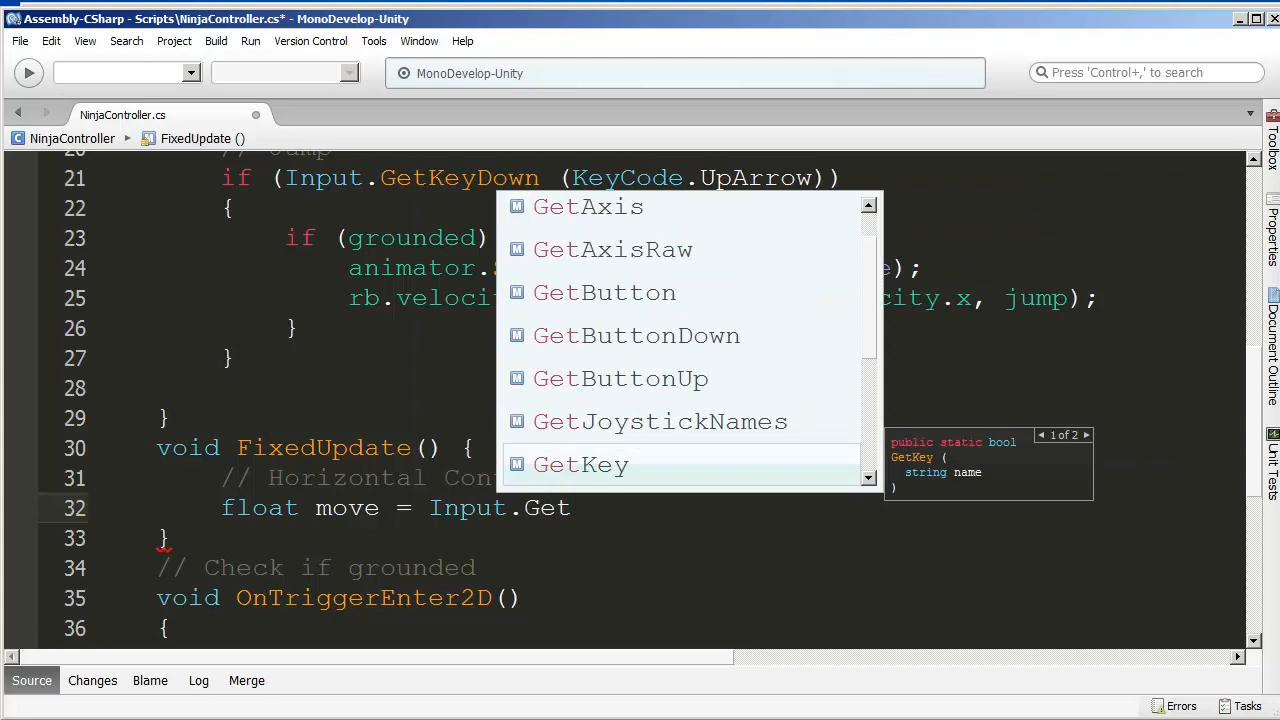 Assembly-CSharp - Scripts\NinjaController.cs* - MonoDevelop-Unity
File Edit View Search Project Build Run Version Control Tools Window Help
MonoDevelop-Unity
Press 'Control+,' to search
NinjaController.cs
NinjaController FixedUpdate ()
20 // Jump
21 if (Input.GetKeyDown (KeyCode.UpArrow))
22 {
23 if (grounded)
24 animator. e);
25 rb.veloci city.x, jump);
26 }
27 }
28
29 }
30 void FixedUpdate() {
31 // Horizontal Con
32 float move = Input.Get
33 }
34 // Check if grounded
35 void OnTriggerEnter2D()
36 {
GetAxis
GetAxisRaw
GetButton
GetButtonDown
GetButtonUp
GetJoystickNames
GetKey
1 of 2
public static bool
GetKey (
string name
)
Toolbox
Properties
Document Outline
Unit Tests
Source Changes Blame Log Merge
Errors Tasks